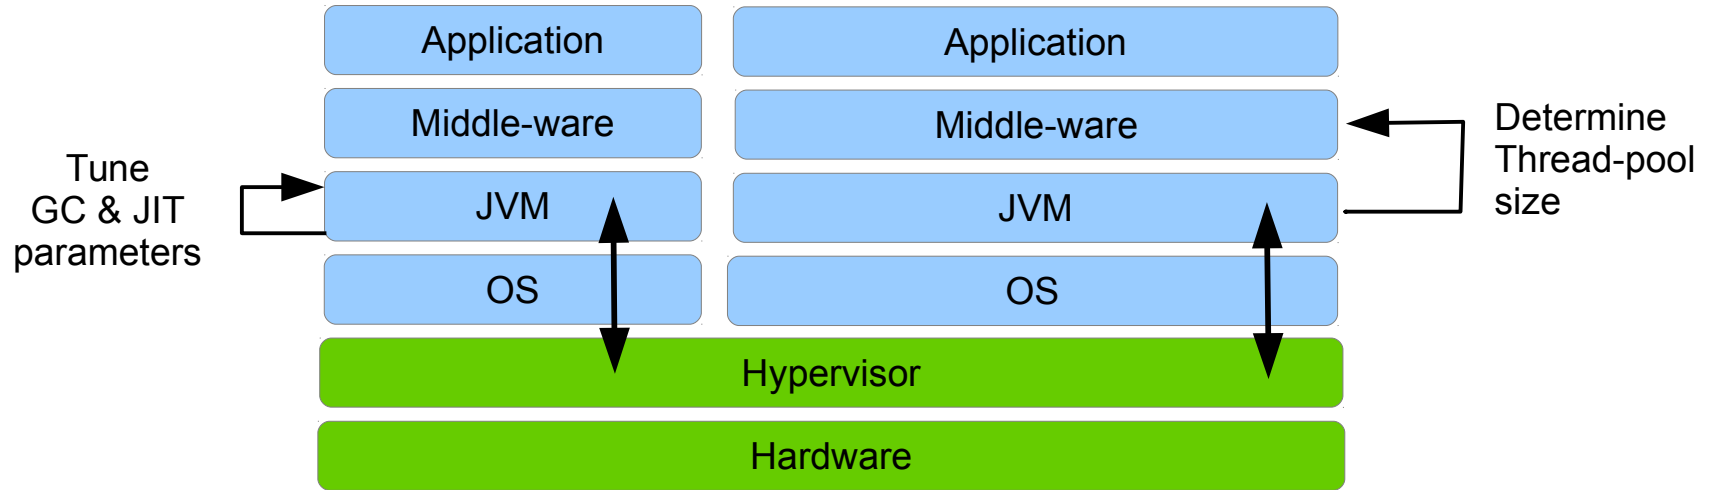 Application
Application
Middle-ware
Middle-ware
Determine
Thread-pool
size
Tune
GC & JIT
parameters
JVM
JVM
OS
OS
Hypervisor
Hardware